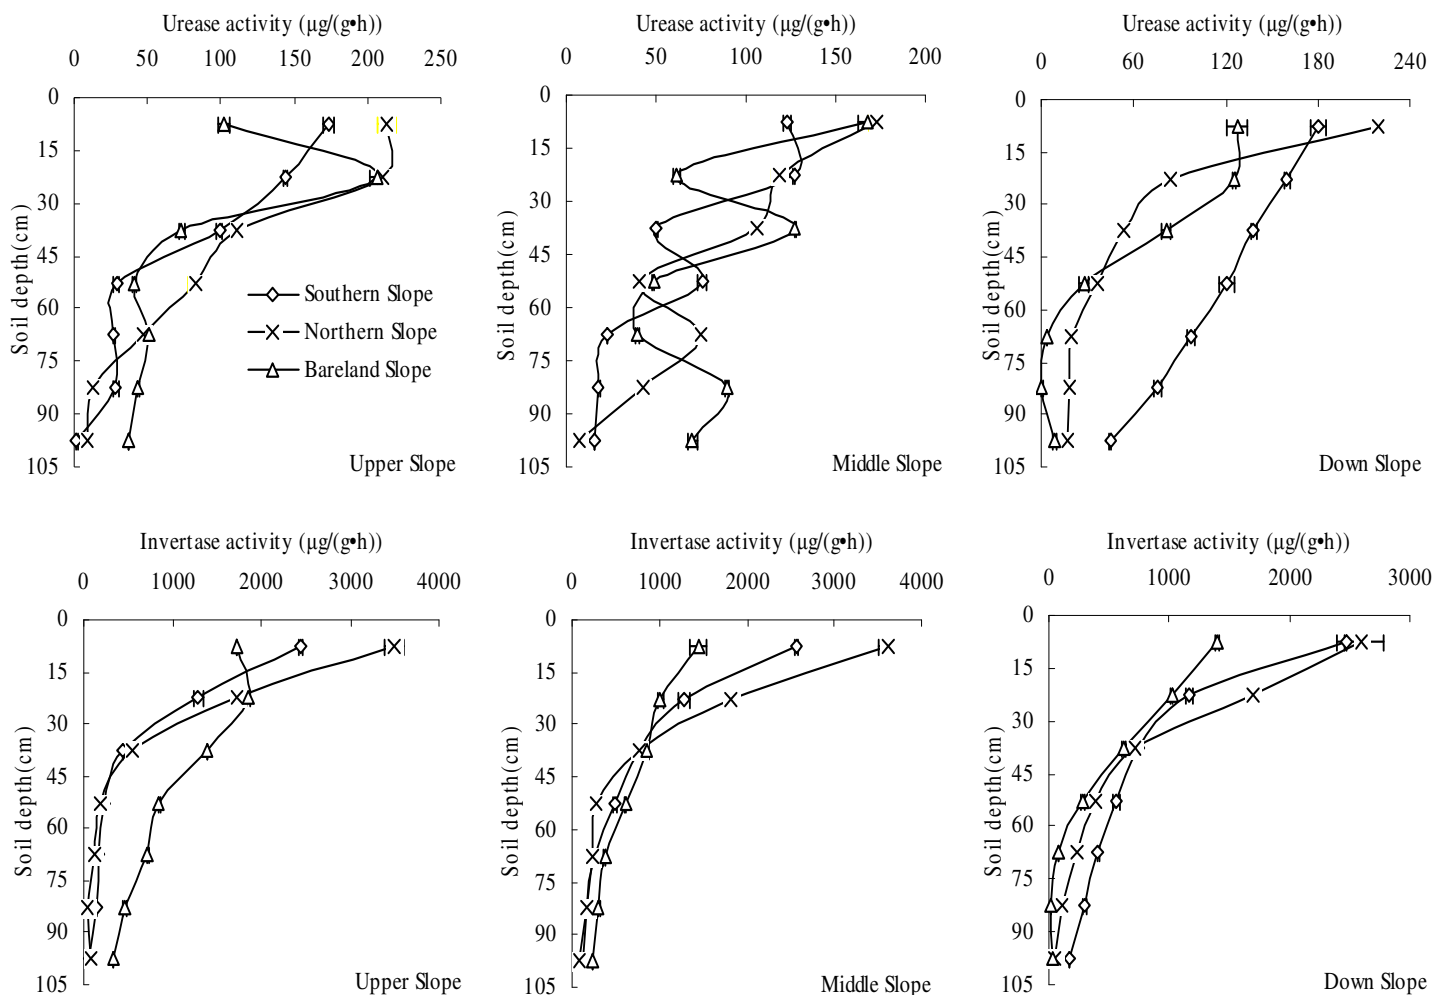 Urease activity (μg/(g•h))
0 50 100 150 200 250
0
15
30
45
60
75
90
105
Soil depth(cm)
Southern Slope
Northern Slope
Bareland Slope
Upper Slope
Urease activity (μg/(g•h))
0 50 100 150 200
0
15
30
45
60
75
90
105
Soil depth(cm)
Middle Slope
Urease activity (μg/(g•h))
0 60 120 180 240
0
15
30
45
60
75
90
105
Soil depth(cm)
Down Slope
Invertase activity (μg/(g•h))
0 1000 2000 3000 4000
0
15
30
45
60
75
90
105
Soil depth(cm)
Upper Slope
Invertase activity (μg/(g•h))
0 1000 2000 3000 4000
0
15
30
45
60
75
90
105
Soil depth(cm)
Middle Slope
Invertase activity (μg/(g•h))
0 1000 2000 3000
0
15
30
45
60
75
90
105
Soil depth(cm)
Down Slope